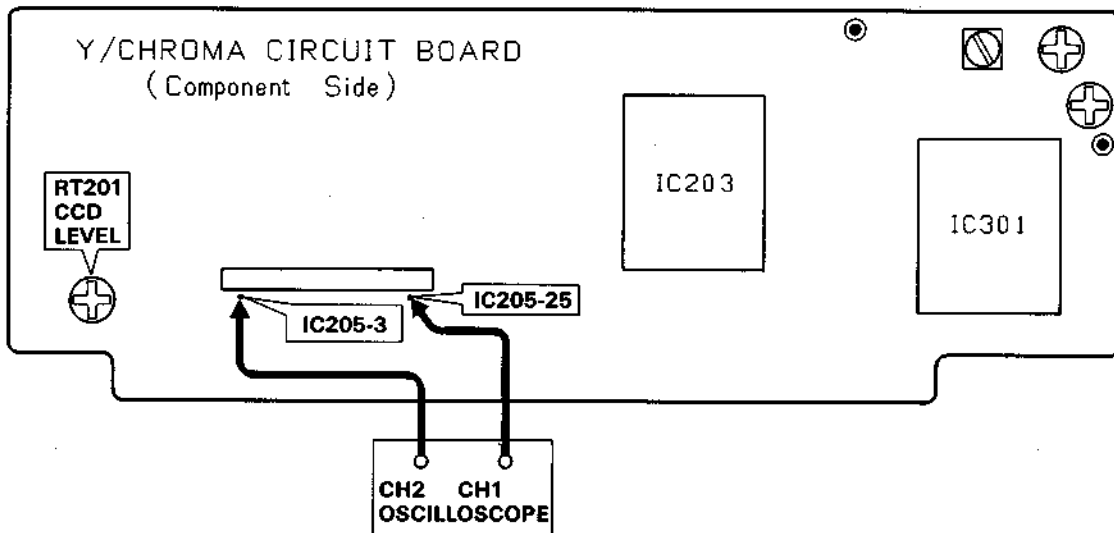 Y/CHROMA CIRCUIT BOARD
(Component Side)
RT201
CCD
LEVEL
IC203
IC301
IC205-25
IC205-3
CH2 CH1
OSCILLOSCOPE